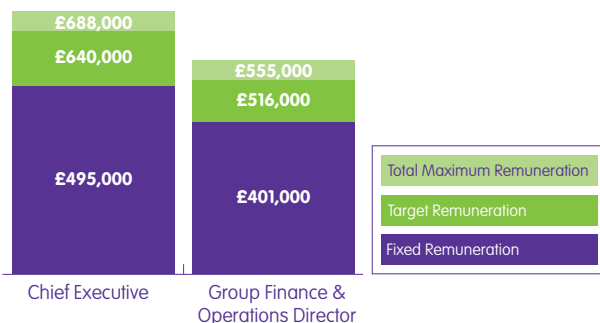 £688,000
£640,000
£495,000
£555,000
£516,000
£401,000
Total Maximum Remuneration
Target Remuneration
Fixed Remuneration
Chief Executive
Group Finance &
Operations Director